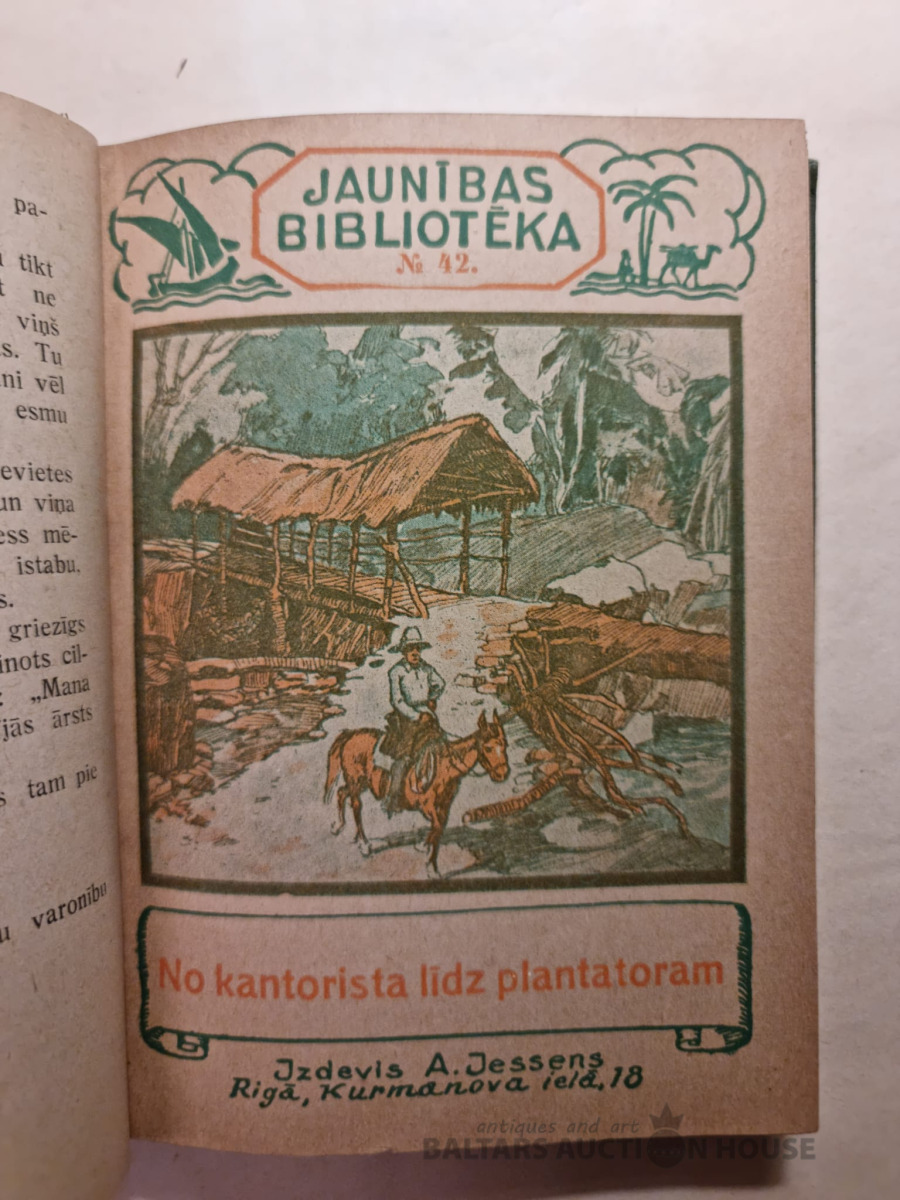 pa-
tikt
ne
viņš
s. Tu
ni vēl
esmu
evietes
un viņa
ess mē-
istabu,
s.
griezīgs
inots cil-
: „Mana
jās ārsts
s tam pie
u varonību
JAUNĪBAS
BIBLIOTĒKA
№ 42.
No kantorista līdz plantatoram
Izdevis A. Jessens
Rīgā, Kurmanova ielā, 18
antiques and art
BALTARS AUCTION HOUSE